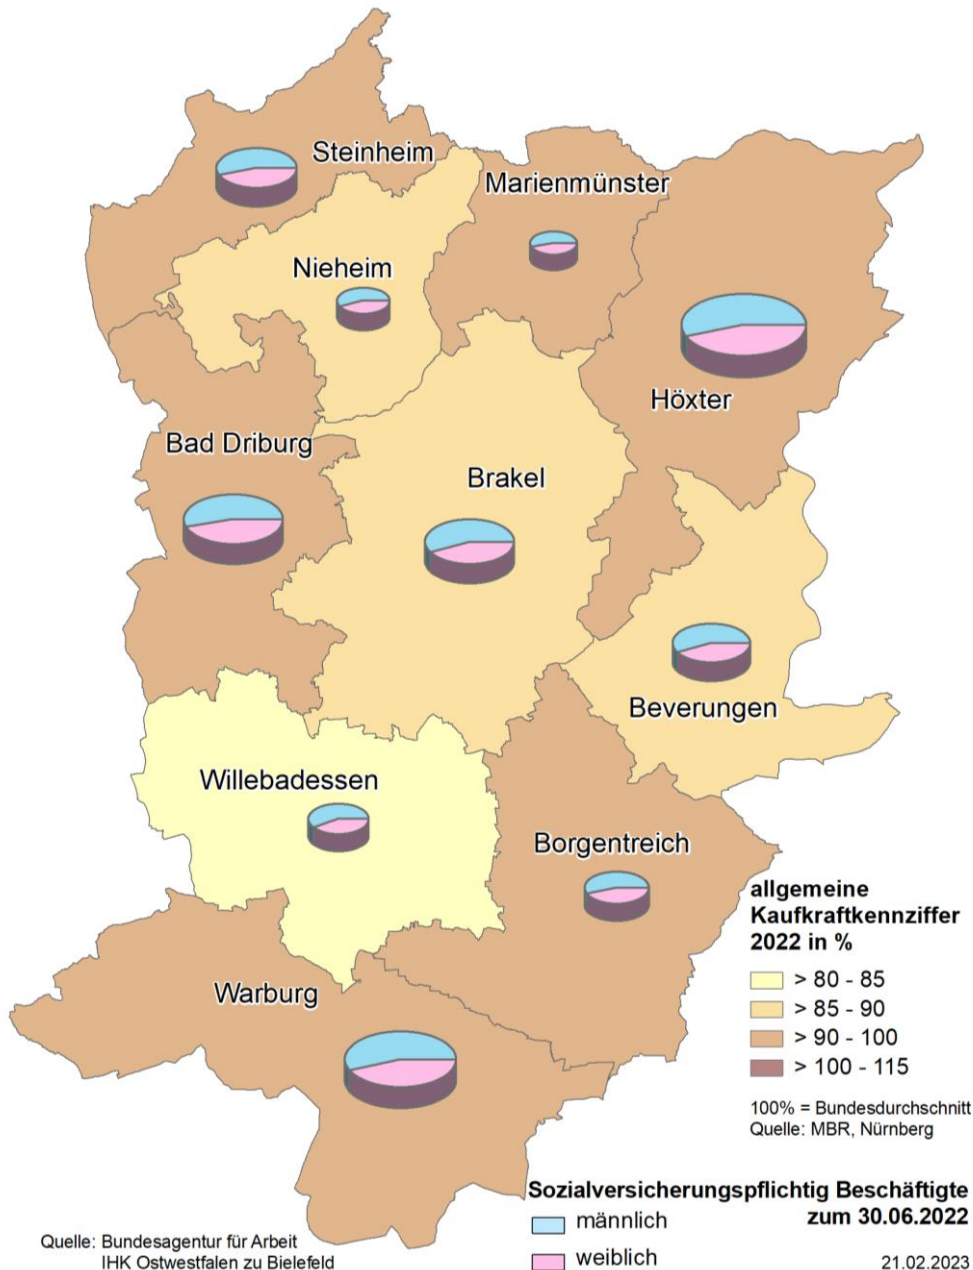 Steinheim
Marienmünster
Nieheim
Höxter
Bad Driburg
Brakel
Beverungen
Willebadessen
Borgentreich
Warburg
allgemeine
Kaufkraftkennziffer
2022 in %
> 80 - 85
> 85 - 90
> 90 - 100
> 100 - 115
100% = Bundesdurchschnitt
Quelle: MBR, Nürnberg
Sozialversicherungspflichtig Beschäftigte
zum 30.06.2022
männlich
weiblich
Quelle: Bundesagentur für Arbeit
IHK Ostwestfalen zu Bielefeld
21.02.2023